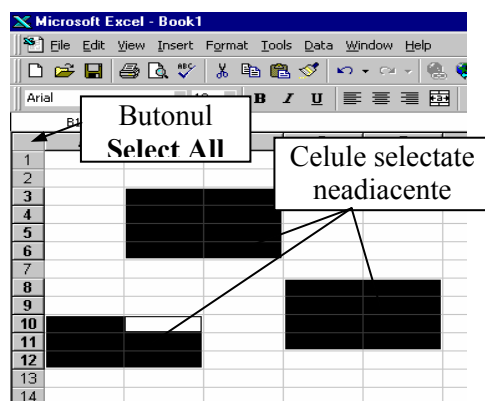 Microsoft Excel - Book1
File Edit View Insert Format Tools Data Window Help
Arial
B I U
Butonul
Select All
Celule selectate
neadiacente
1
2
3
4
5
6
7
8
9
10
11
12
13
14